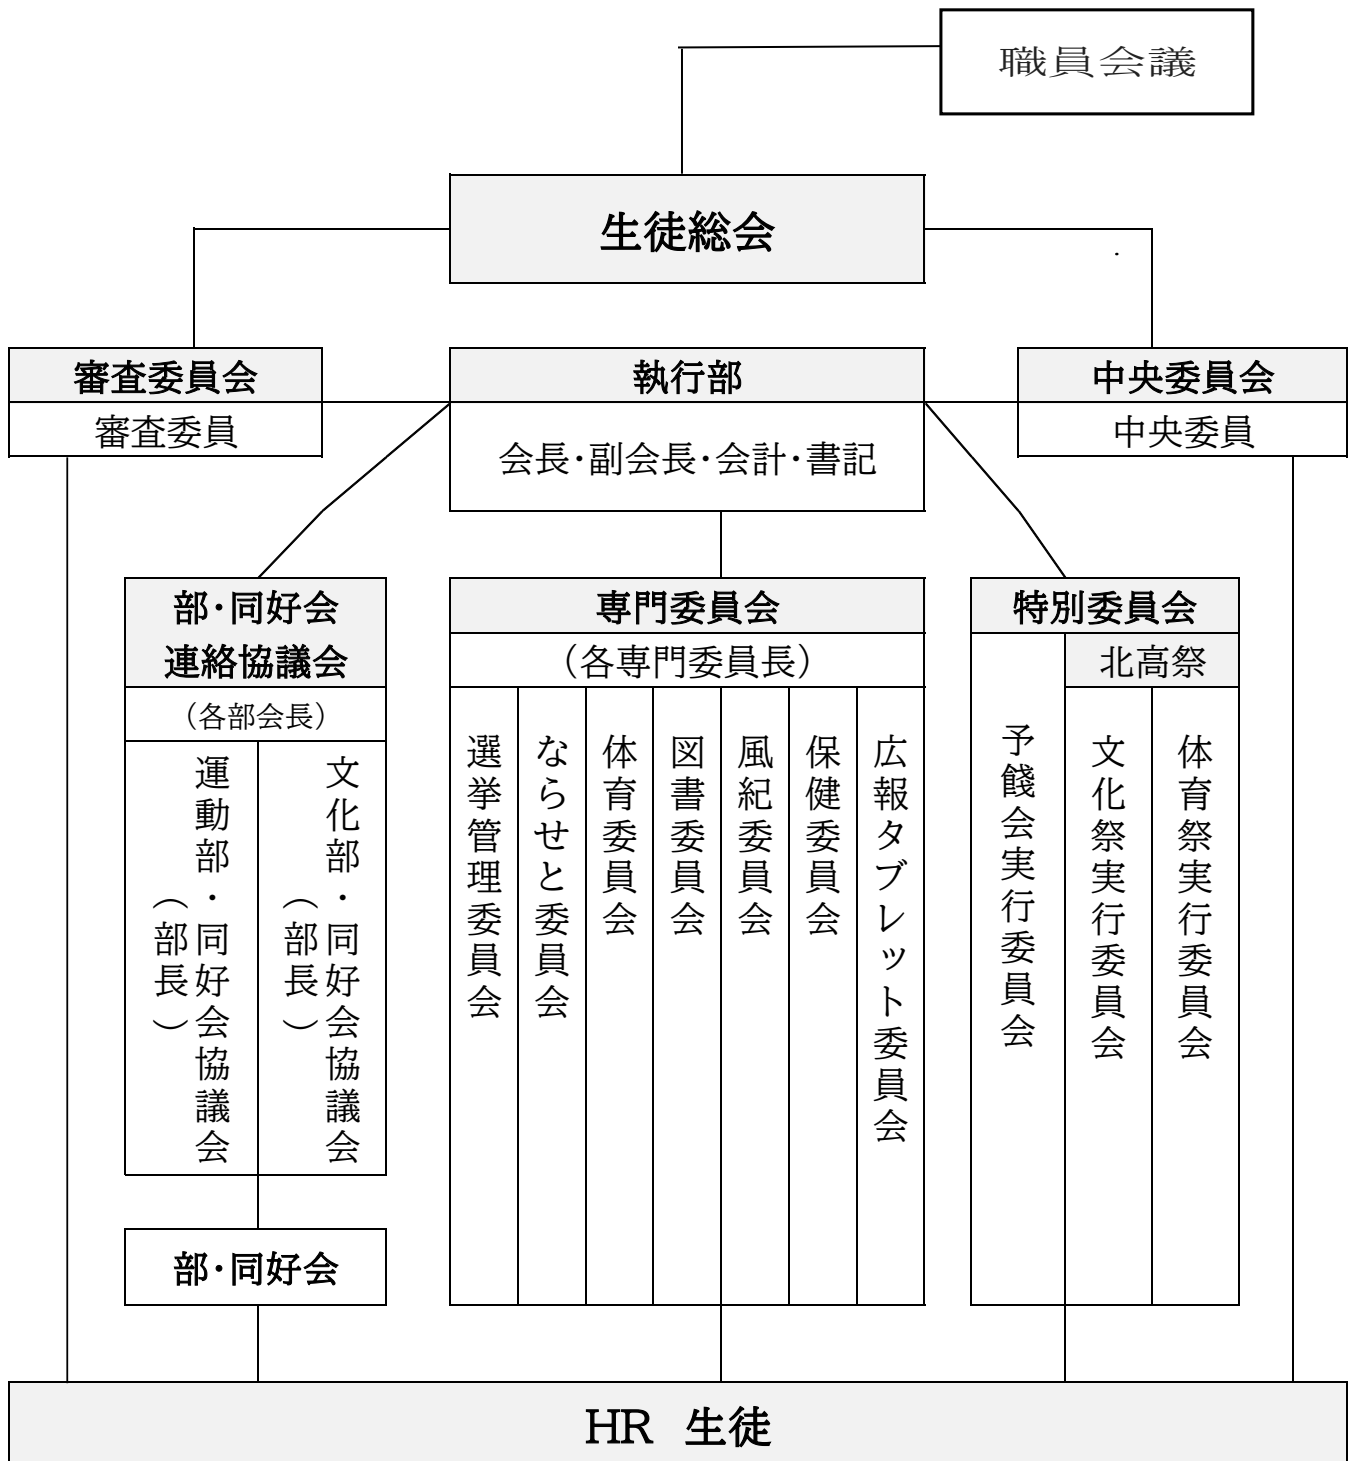 職員会議
生徒総会
審査委員会
審査委員
執行部
会長・副会長・会計・書記
中央委員会
中央委員
部・同好会
連絡協議会
（各部会長）
文化部・同好会協議会
（部長）
運動部・同好会協議会
（部長）
専門委員会
（各専門委員長）
選挙管理委員会
ならせと委員会
体育委員会
図書委員会
風紀委員会
保健委員会
広報タブレット委員会
特別委員会
北高祭
予餞会実行委員会
文化祭実行委員会
体育祭実行委員会
部・同好会
HR 生徒